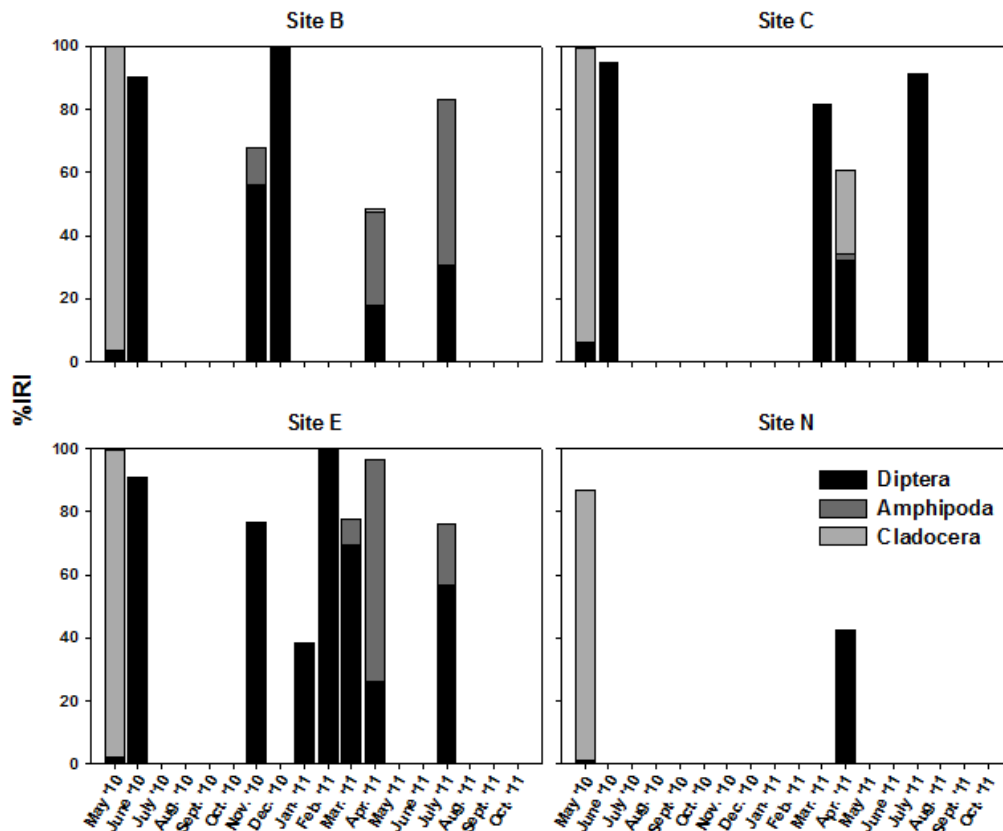 Site B
Site C
100
80
60
40
20
0
%IRI
Site E
Site N
100
80
60
40
20
0
Diptera
Amphipoda
Cladocera
May '10
June '10
July '10
Aug. '10
Sept. '10
Oct. '10
Nov. '10
Dec. '10
Jan. '11
Feb. '11
Mar. '11
Apr. '11
May '11
June '11
July '11
Aug. '11
Sept. '11
Oct. '11
May '10
June '10
July '10
Aug. '10
Sept. '10
Oct. '10
Nov. '10
Dec. '10
Jan. '11
Feb. '11
Mar. '11
Apr. '11
May '11
June '11
July '11
Aug. '11
Sept. '11
Oct. '11